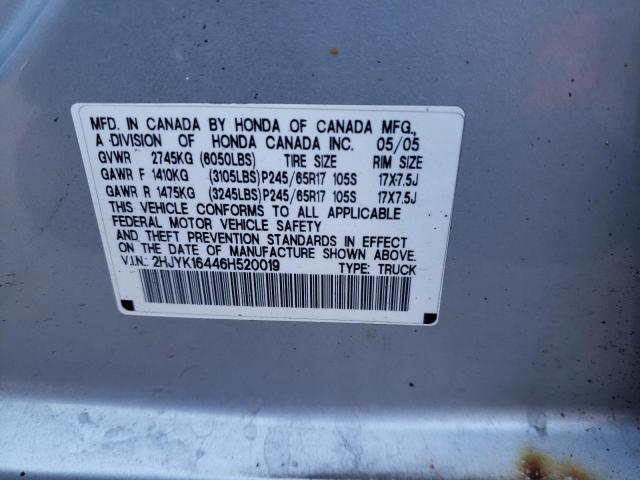 MFD. IN CANADA BY HONDA OF CANADA MFG.,
A DIVISION OF HONDA CANADA INC. 05/05
GVWR 2745KG (6050LBS) TIRE SIZE RIM SIZE
GAWR F 1410KG (3105LBS)P245/65R17 105S 17X7.5J
GAWR R 1475KG (3245LBS)P245/65R17 105S 17X7.5J
THIS VEHICLE CONFORMS TO ALL APPLICABLE
FEDERAL MOTOR VEHICLE SAFETY
AND THEFT PREVENTION STANDARDS IN EFFECT
ON THE DATE OF MANUFACTURE SHOWN ABOVE.
V.I.N.: 2HJYK16446H520019 TYPE: TRUCK